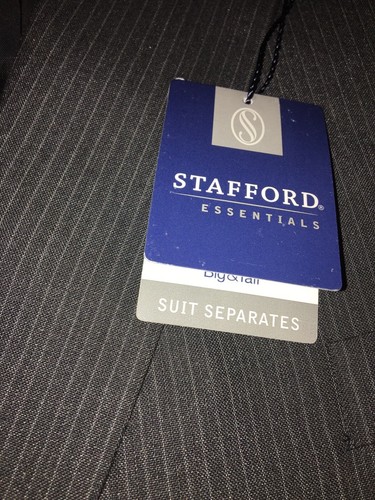 S
STAFFORD®
ESSENTIALS
Big&Tall
SUIT SEPARATES